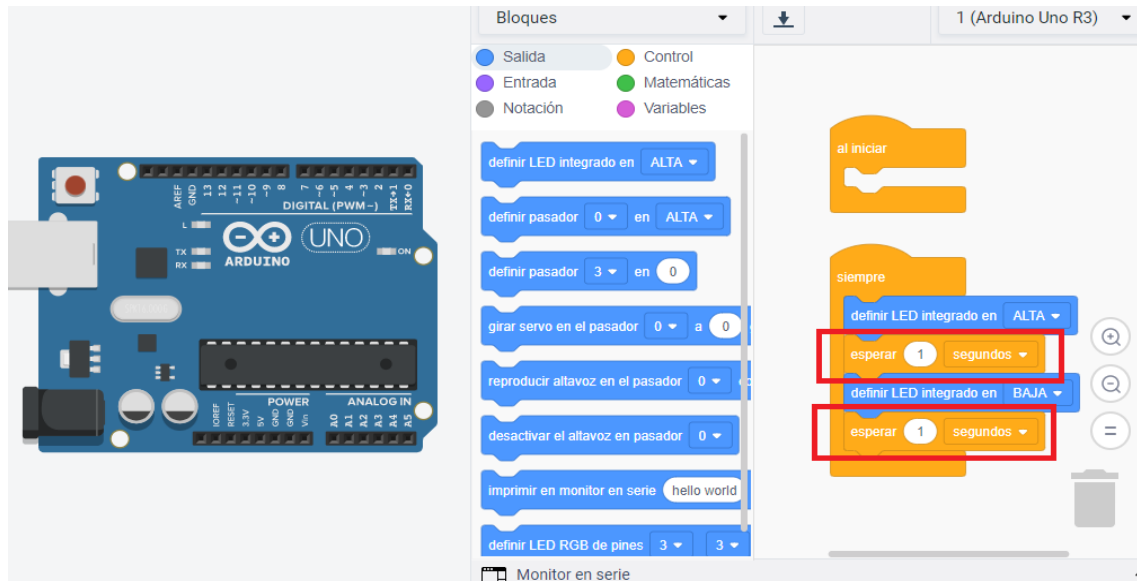 Bloques
1 (Arduino Uno R3)
Salida
Control
Entrada
Matemáticas
Notación
Variables
definir LED integrado en ALTA
definir pasador 0 en ALTA
definir pasador 3 en 0
girar servo en el pasador 0 a 0
reproducir altavoz en el pasador 0
desactivar el altavoz en pasador 0
imprimir en monitor en serie hello world
definir LED RGB de pines 3 3
Monitor en serie
al iniciar
siempre
definir LED integrado en ALTA
esperar 1 segundos
definir LED integrado en BAJA
esperar 1 segundos
AREF
GND
13
12
~11
~10
~9
8
7
~6
~5
4
~3
2
TX→1
RX←0
DIGITAL (PWM~)
L
TX
RX
ARDUINO
UNO
ON
POWER
ANALOG IN
IOREF
RESET
3.3V
5V
GND
GND
Vin
A0
A1
A2
A3
A4
A5